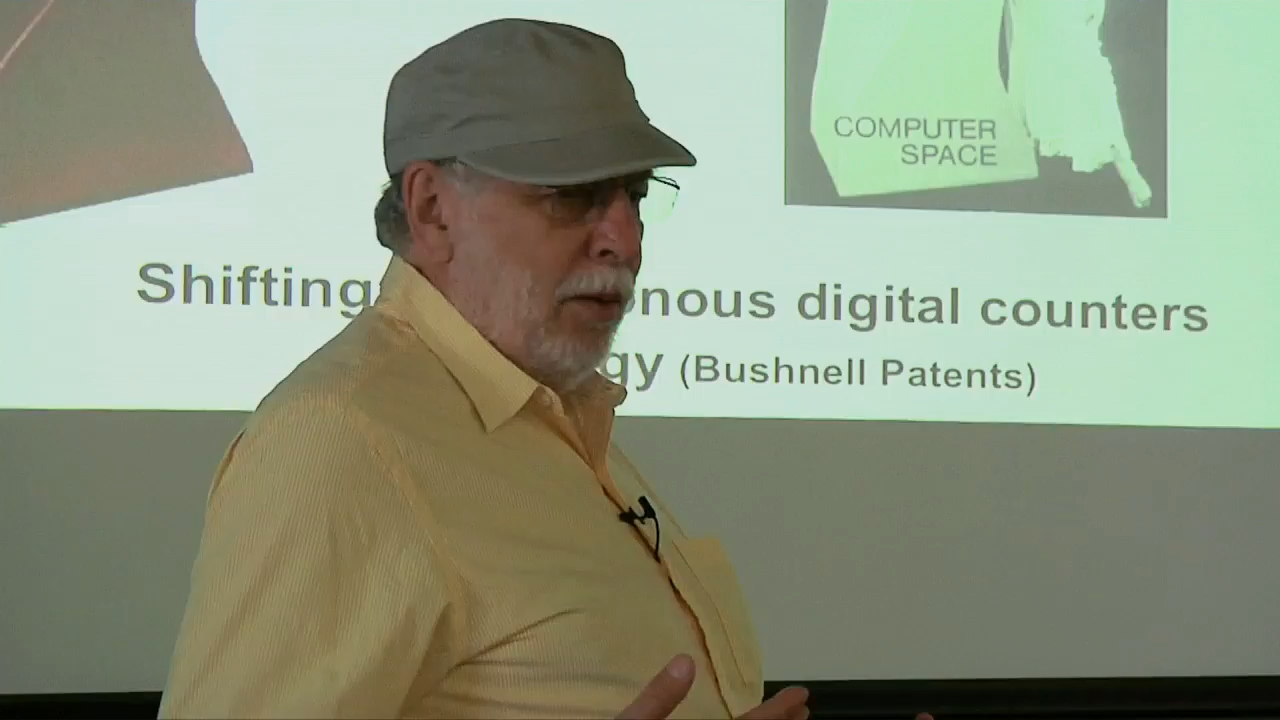 COMPUTER
SPACE
Shifting nous digital counters
gy (Bushnell Patents)